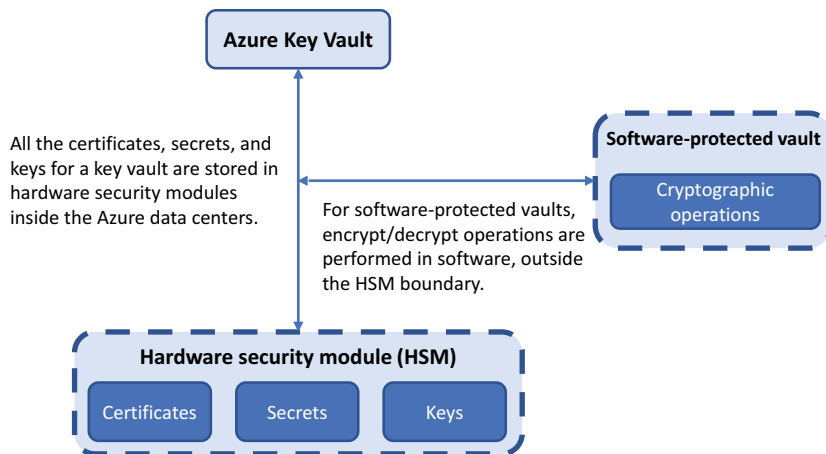 Azure Key Vault
All the certificates, secrets, and
keys for a key vault are stored in
hardware security modules
inside the Azure data centers.
Software-protected vault
Cryptographic
operations
For software-protected vaults,
encrypt/decrypt operations are
performed in software, outside
the HSM boundary.
Hardware security module (HSM)
Certificates
Secrets
Keys